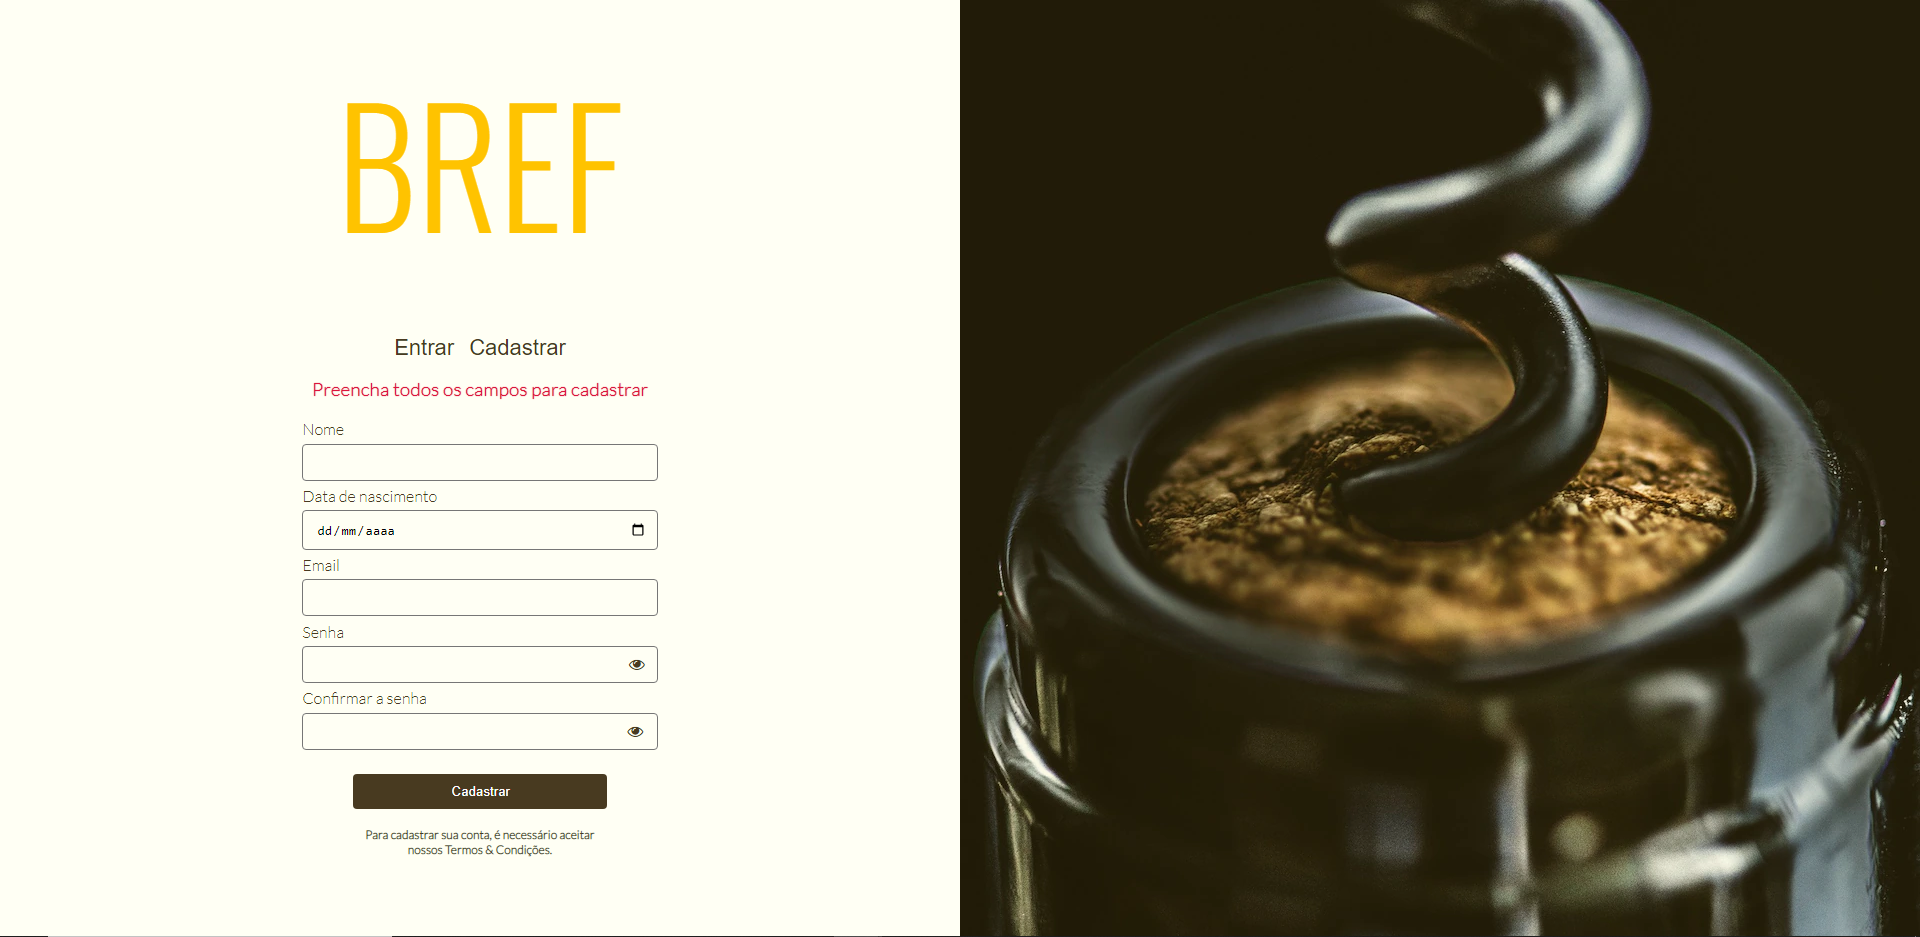 BREF
Entrar Cadastrar
Preencha todos os campos para cadastrar
Nome
Data de nascimento
dd/mm/aaaa
Email
Senha
Confirmar a senha
Cadastrar
Para cadastrar sua conta, é necessário aceitar
nossos Termos & Condições.